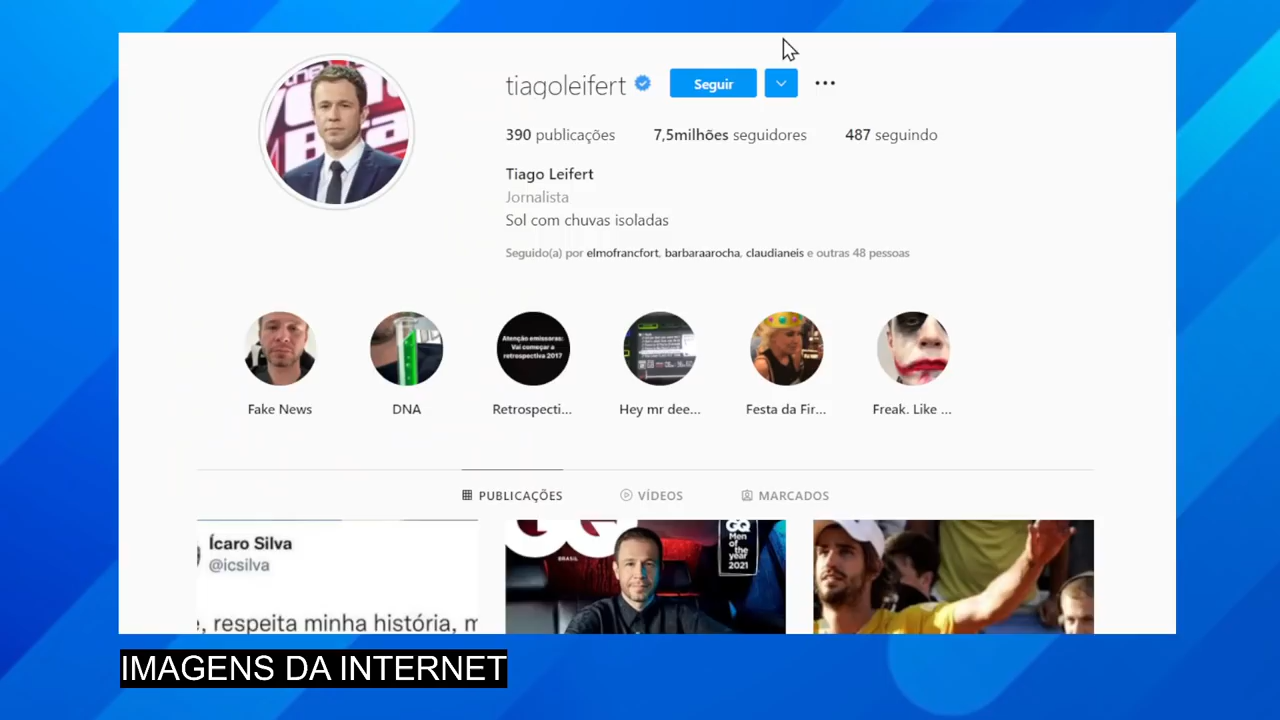 the
Bra
tiagoleifert
Seguir
390 publicações 7,5milhões seguidores 487 seguindo
Tiago Leifert
Jornalista
Sol com chuvas isoladas
Seguido(a) por elmofrancfort, barbaraarocha, claudianeis e outras 48 pessoas
Atenção emissoras:
Vai começar a
retrospectiva 2017
Fake News DNA Retrospecti... Hey mr dee... Festa da Fir... Freak. Like ...
PUBLICAÇÕES VÍDEOS MARCADOS
Ícaro Silva
@icsilva
, respeita minha história, m
GQ
BRASIL
GQ
Men
of the
year
2021
IMAGENS DA INTERNET